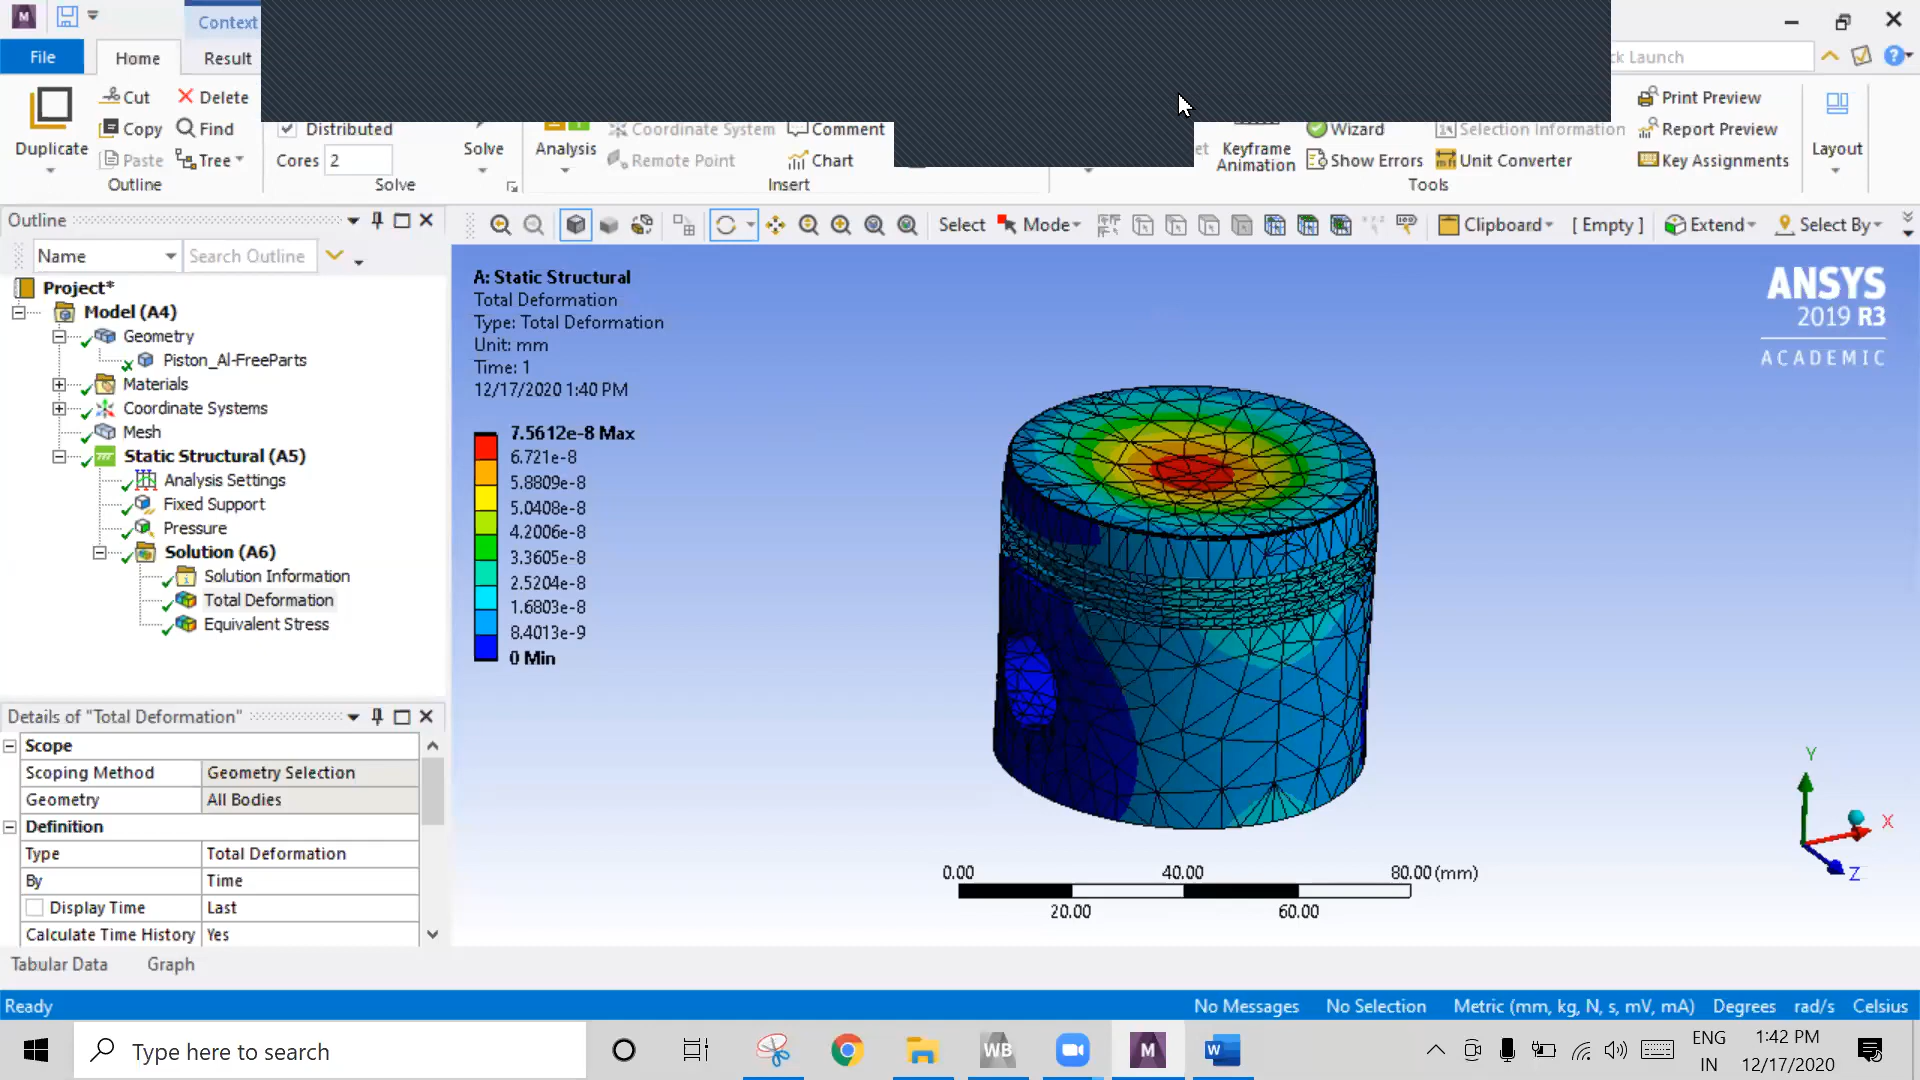 M
Context
File
Home
Result
ck Launch
Duplicate
Cut
Delete
Copy
Find
Paste
Tree
Outline
Distributed
Cores 2
Solve
Solve
Analysis
Coordinate System
Comment
Remote Point
Chart
Insert
Keyframe
Animation
Wizard
Selection Information
Show Errors
Unit Converter
Tools
Print Preview
Report Preview
Key Assignments
Layout
Outline
Name
Search Outline
Select
Mode
Clipboard
[ Empty ]
Extend
Select By
Project*
Model (A4)
Geometry
Piston_Al-FreeParts
Materials
Coordinate Systems
Mesh
Static Structural (A5)
Analysis Settings
Fixed Support
Pressure
Solution (A6)
Solution Information
Total Deformation
Equivalent Stress
A: Static Structural
Total Deformation
Type: Total Deformation
Unit: mm
Time: 1
12/17/2020 1:40 PM
7.5612e-8 Max
6.721e-8
5.8809e-8
5.0408e-8
4.2006e-8
3.3605e-8
2.5204e-8
1.6803e-8
8.4013e-9
0 Min
ANSYS
2019 R3
ACADEMIC
0.00 40.00 80.00 (mm)
20.00 60.00
Y
X
Z
Details of "Total Deformation"
Scope
Scoping Method Geometry Selection
Geometry All Bodies
Definition
Type Total Deformation
By Time
Display Time Last
Calculate Time History Yes
Tabular Data
Graph
Ready
No Messages
No Selection
Metric (mm, kg, N, s, mV, mA)
Degrees
rad/s
Celsius
Type here to search
WB
M
W
ENG
IN
1:42 PM
12/17/2020